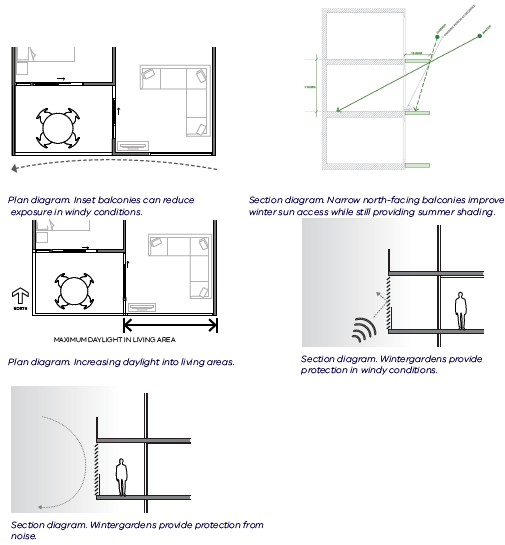 SUMMER
WINTER
Plan diagram. Inset balconies can reduce
exposure in windy conditions.
Section diagram. Narrow north-facing balconies improve
winter sun access while still providing summer shading.
NORTH
MAXIMUM DAYLIGHT IN LIVING AREA
Plan diagram. Increasing daylight into living areas.
Section diagram. Wintergardens provide
protection in windy conditions.
Section diagram. Wintergardens provide protection from
noise.